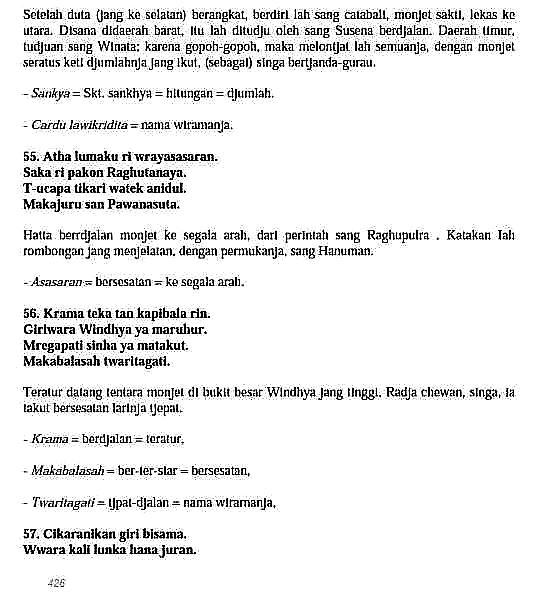 Setelah duta (jang ke selatan) berangkat, berdiri lah sang catabali, monjet sakti, lekas ke
utara. Disana didaerah barat, itu lah ditudju oleh sang Susena berdjalan. Daerah timur,
tudjuan sang Winata; karena gopoh-gopoh, maka melontjat lah semuanja, dengan monjet
seratus keti djumlahnja jang ikut, (sebagai) singa bertjanda-gurau.
- Sankya = Skt. sankhya = hitungan = djumlah.
- Cardu lawikridita = nama wiramanja.
55. Atha lumaku ri wrayasasaran.
Saka ri pakon Raghutanaya.
T-ucapa tikari watek anidul.
Makajuru san Pawanasuta.
Hatta berrdjalan monjet ke segala arah, dari perintah sang Raghuputra . Katakan lah
rombongan jang menjelatan, dengan permukanja, sang Hanuman.
- Asasaran = bersesatan = ke segala arah.
56. Krama teka tan kapibala rin.
Giriwara Windhya ya maruhur.
Mregapati sinha ya matakut.
Makabalasah twaritagati.
Teratur datang tentara monjet di bukit besar Windhya jang tinggi. Radja chewan, singa, ia
takut bersesatan larinja tjepat.
- Krama = berdjalan = teratur,
- Makabalasah = ber-ter-siar = bersesatan,
- Twaritagati = tjpat-djalan = nama wiramanja,
57. Cikaranikan giri bisama.
Wwara kali lunka hana juran.
426